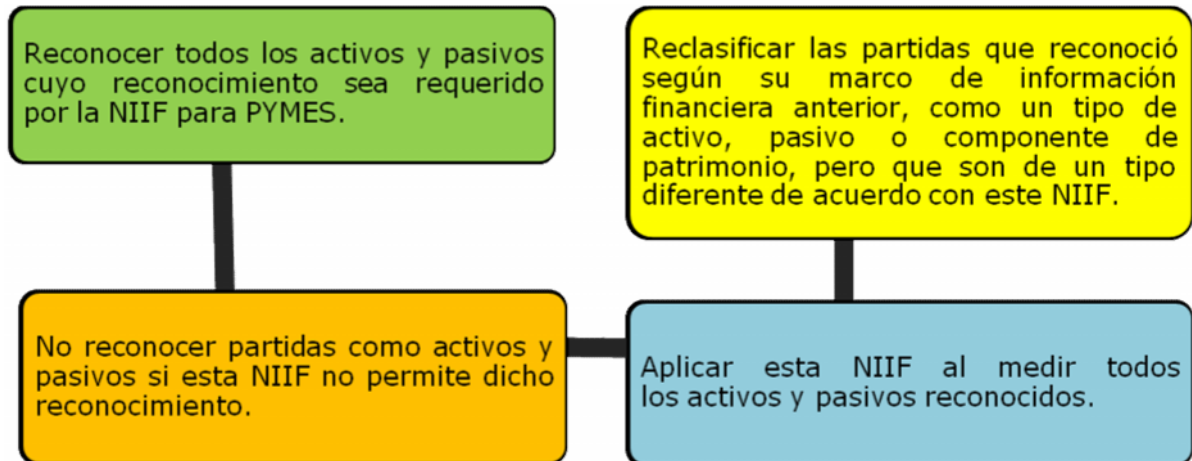 Reconocer todos los activos y pasivos
cuyo reconocimiento sea requerido
por la NIIF para PYMES.
No reconocer partidas como activos y
pasivos si esta NIIF no permite dicho
reconocimiento.
Aplicar esta NIIF al medir todos
los activos y pasivos reconocidos.
Reclasificar las partidas que reconoció
según su marco de información
financiera anterior, como un tipo de
activo, pasivo o componente de
patrimonio, pero que son de un tipo
diferente de acuerdo con este NIIF.